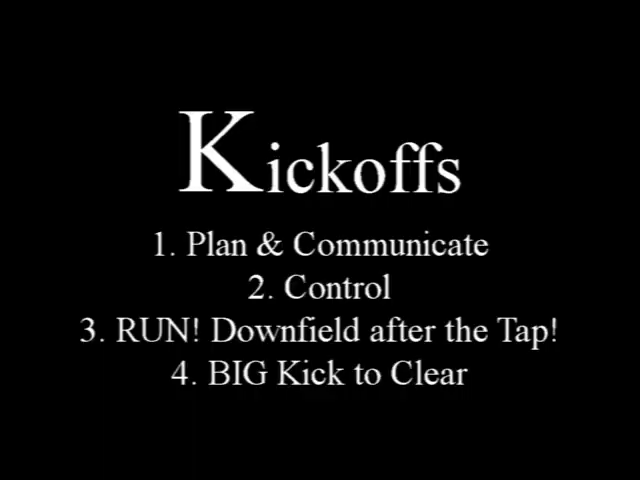 Kickoffs
1. Plan & Communicate
2. Control
3. RUN! Downfield after the Tap!
4. BIG Kick to Clear